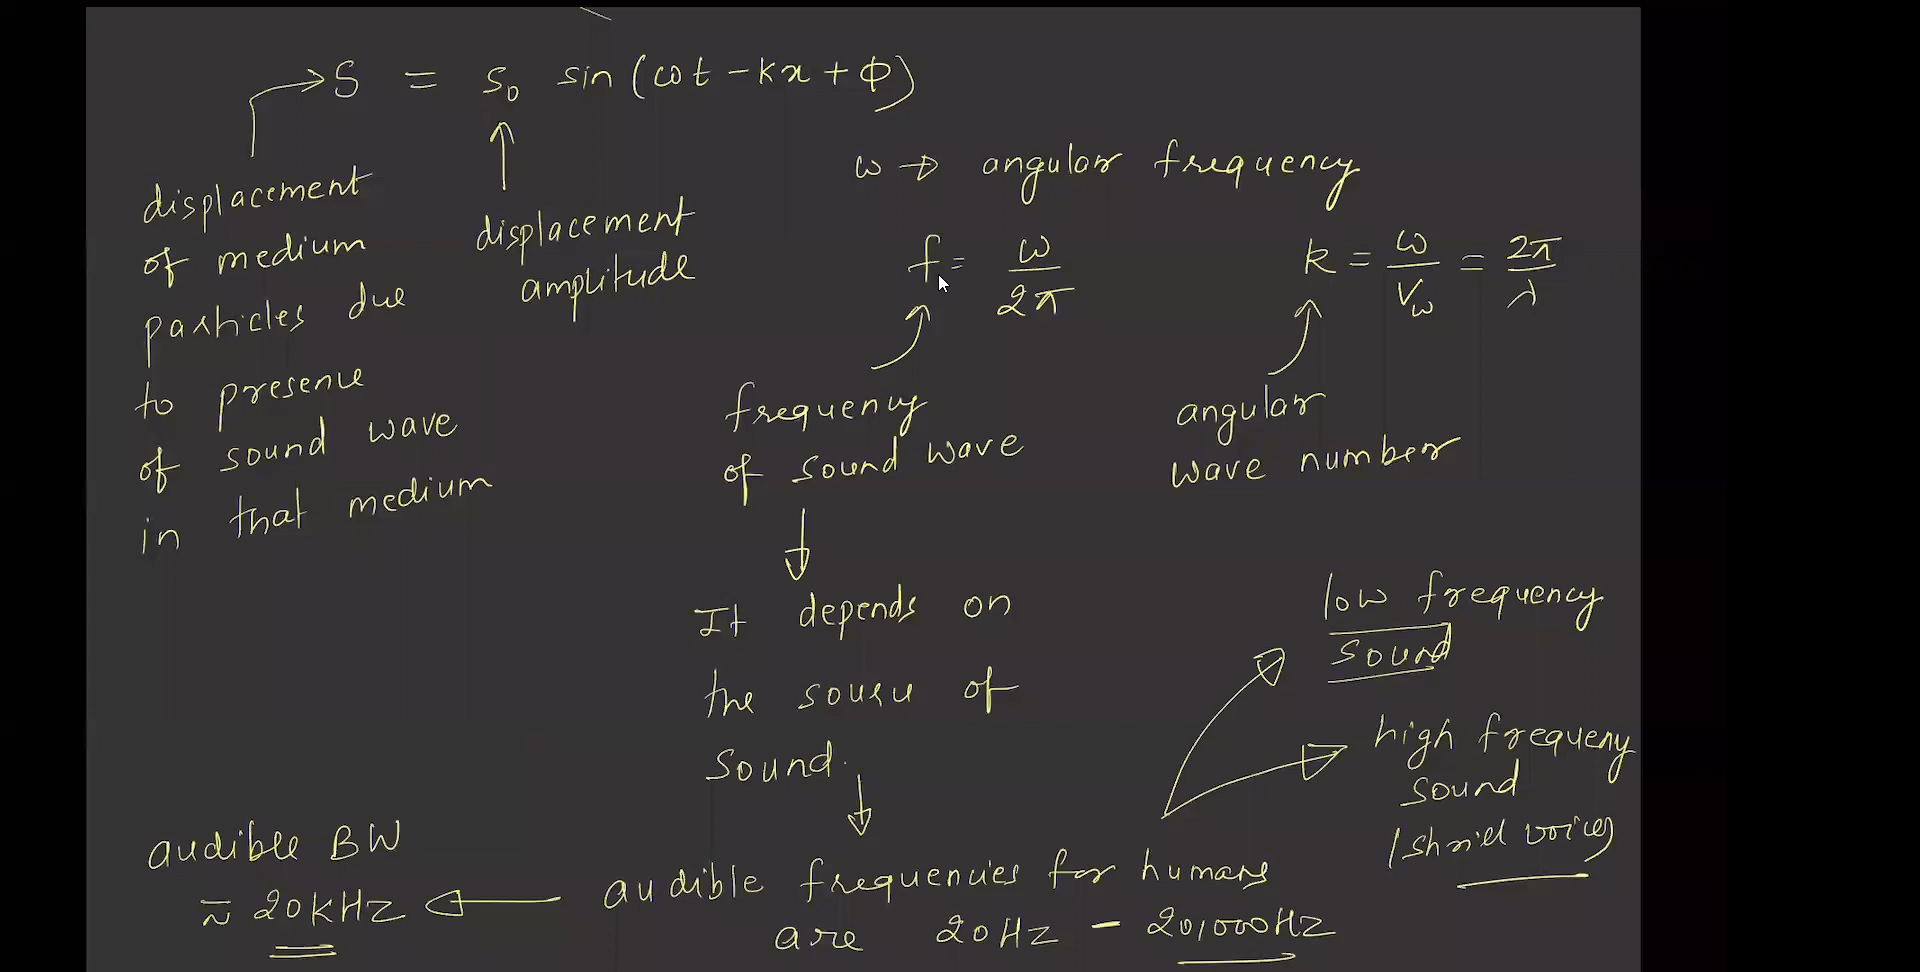 S = s₀ sin (ωt - kx + Φ)
displacement
of medium
particles due
to presence
of sound wave
in that medium
displacement
amplitude
ω → angular frequency
f = ω/2π
k = ω/Vω = 2π/λ
frequency
of sound wave
angular
wave number
It depends on
the source of
Sound.
low frequency
sound
high frequency
sound
/shrill voices
audible frequencies for humans
are 20Hz - 20,000Hz
audible BW
≈ 20kHz